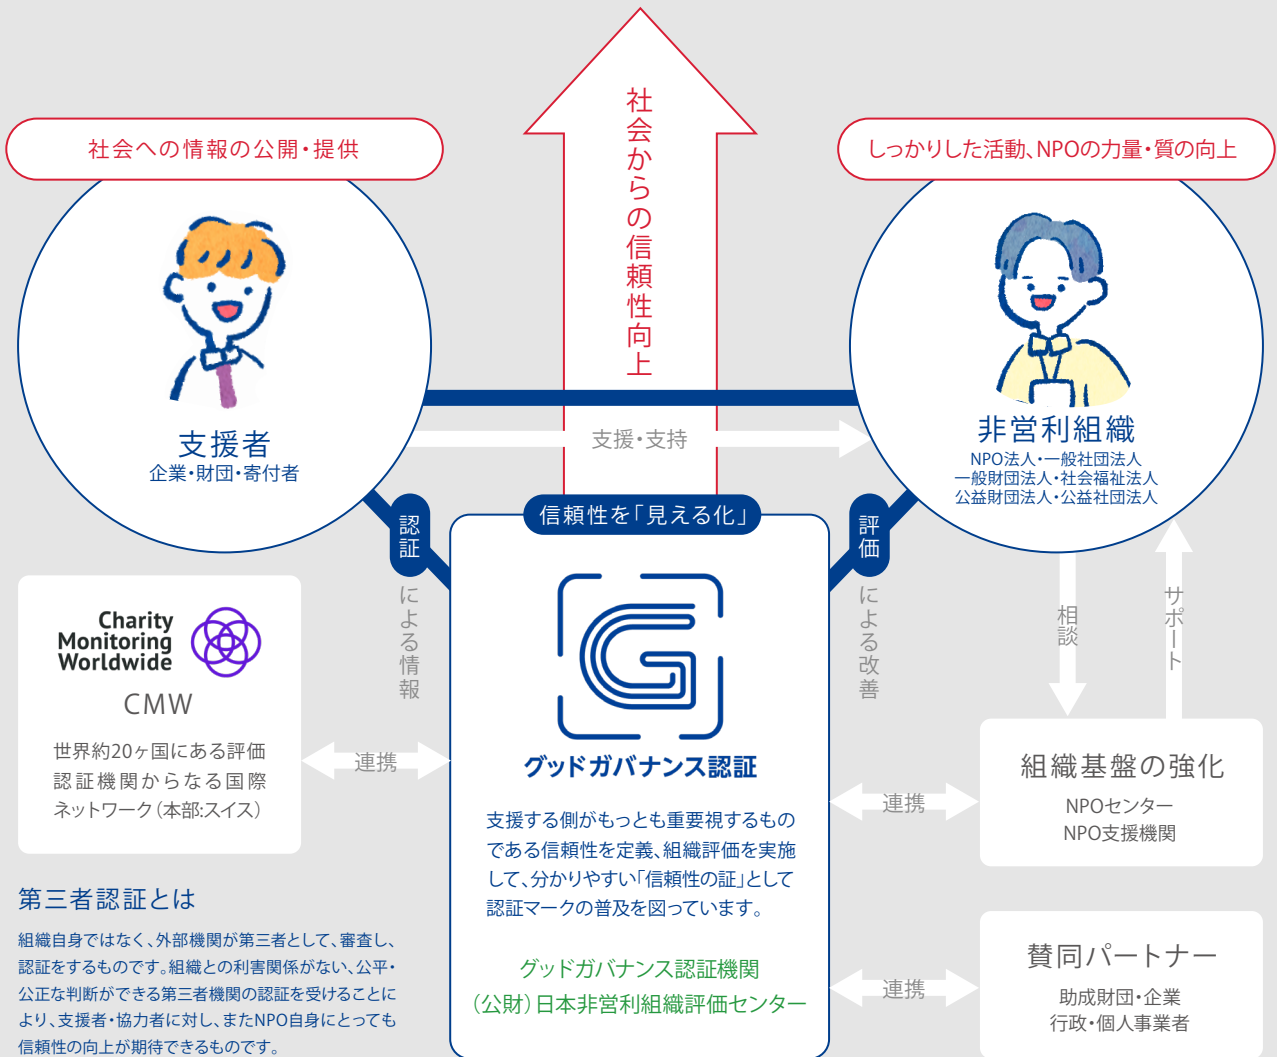 社会からの信頼性向上
社会への情報の公開・提供
しっかりした活動、NPOの力量・質の向上
支援者
企業・財団・寄付者
支援・支持
非営利組織
NPO法人・一般社団法人
一般財団法人・社会福祉法人
公益財団法人・公益社団法人
認証
による情報
信頼性を「見える化」
評価
による改善
相談
サポート
Charity
Monitoring
Worldwide
CMW
世界約20ヶ国にある評価
認証機関からなる国際
ネットワーク(本部:スイス)
連携
G
グッドガバナンス認証
支援する側がもっとも重要視するもの
である信頼性を定義、組織評価を実施
して、分かりやすい「信頼性の証」として
認証マークの普及を図っています。
グッドガバナンス認証機関
(公財)日本非営利組織評価センター
連携
組織基盤の強化
NPOセンター
NPO支援機関
連携
賛同パートナー
助成財団・企業
行政・個人事業者
第三者認証とは
組織自身ではなく、外部機関が第三者として、審査し、
認証をするものです。組織との利害関係がない、公平・
公正な判断ができる第三者機関の認証を受けることに
より、支援者・協力者に対し、またNPO自身にとっても
信頼性の向上が期待できるものです。